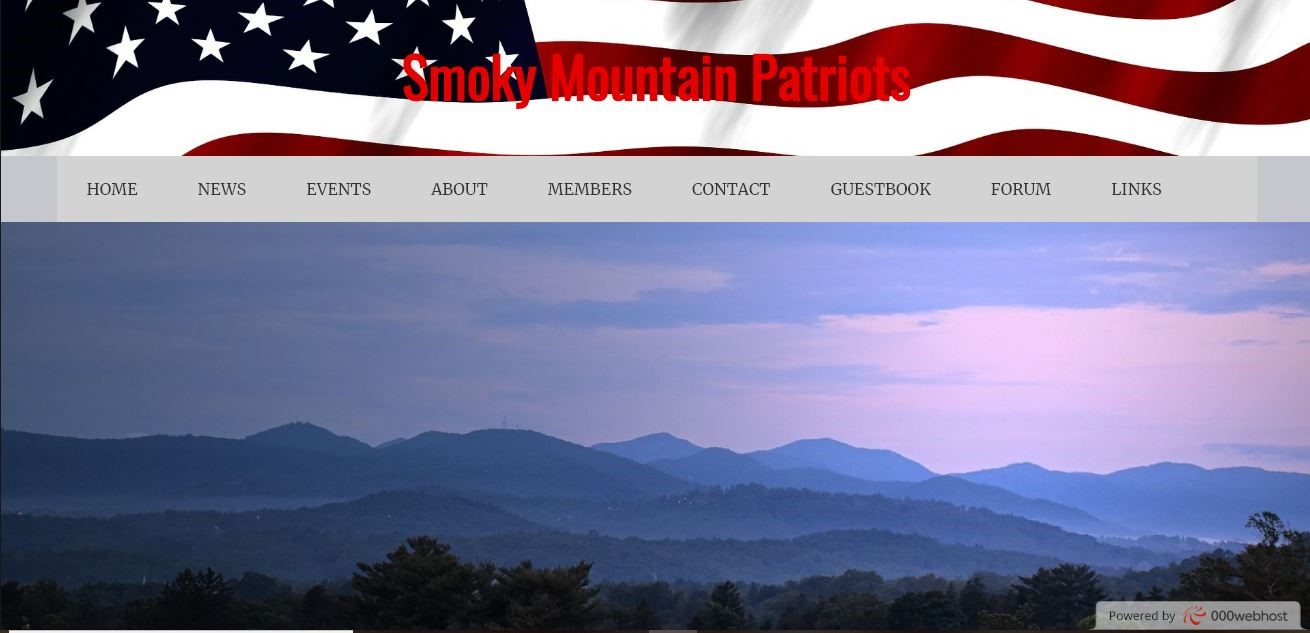 Smoky Mountain Patriots
HOME NEWS EVENTS ABOUT MEMBERS CONTACT GUESTBOOK FORUM LINKS
Powered by 000webhost